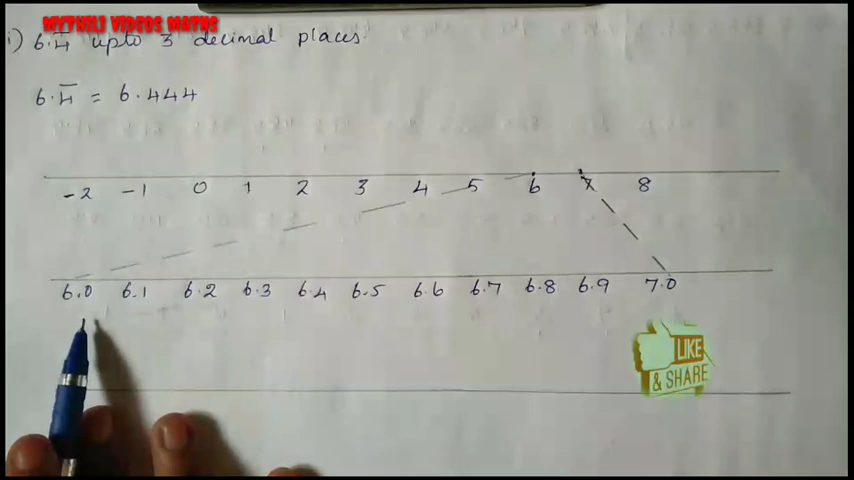 MYTHILI VIDEOS MATHS
i) 6.4̅ upto 3 decimal places.
6.4̅ = 6.444
-2 -1 0 1 2 3 4 5 6 7 8
6.0 6.1 6.2 6.3 6.4 6.5 6.6 6.7 6.8 6.9 7.0
LIKE
& SHARE